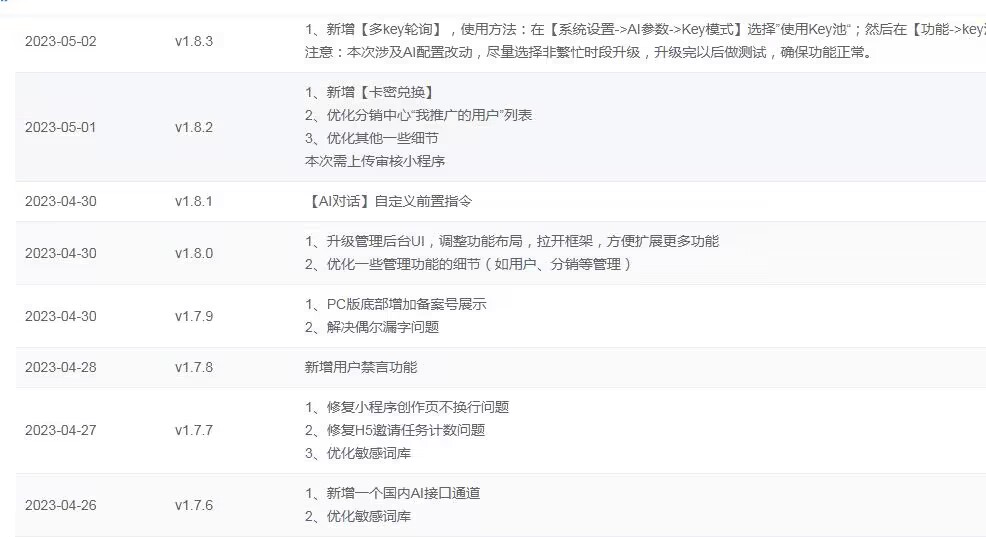 2023-05-02 v1.8.3 1、新增【多key轮询】，使用方法：在【系统设置->AI参数->Key模式】选择”使用Key池“；然后在【功能->key
注意：本次涉及AI配置改动，尽量选择非繁忙时段升级，升级完以后做测试，确保功能正常。
2023-05-01 v1.8.2 1、新增【卡密兑换】
2、优化分销中心“我推广的用户”列表
3、优化其他一些细节
本次需上传审核小程序
2023-04-30 v1.8.1 【AI对话】自定义前置指令
2023-04-30 v1.8.0 1、升级管理后台UI，调整功能布局，拉开框架，方便扩展更多功能
2、优化一些管理功能的细节（如用户、分销等管理）
2023-04-30 v1.7.9 1、PC版底部增加备案号展示
2、解决偶尔漏字问题
2023-04-28 v1.7.8 新增用户禁言功能
2023-04-27 v1.7.7 1、修复小程序创作页不换行问题
2、修复H5邀请任务计数问题
3、优化敏感词库
2023-04-26 v1.7.6 1、新增一个国内AI接口通道
2、优化敏感词库